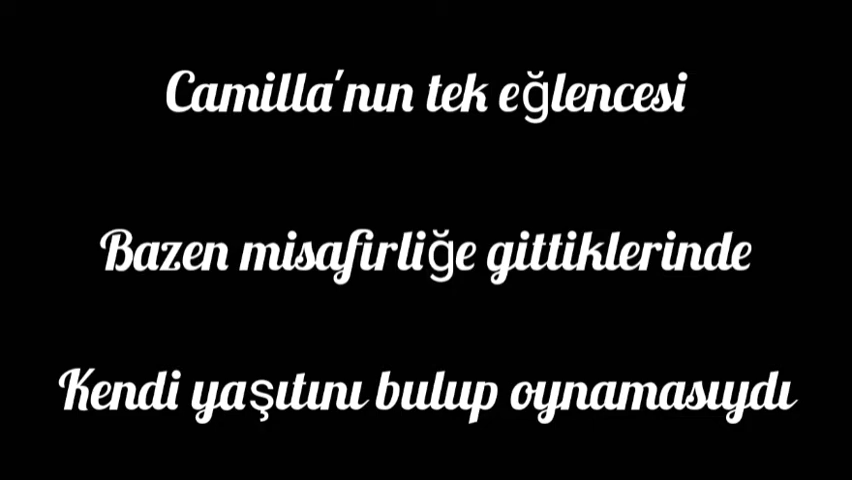 Camilla'nın tek eğlencesi
Bazen misafirliğe gittiklerinde
Kendi yaşıtını bulup oynamasıydı